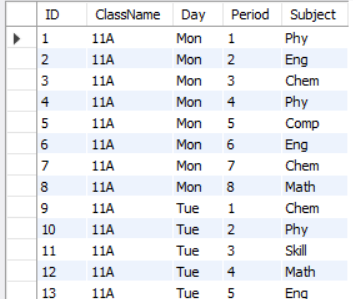 ID ClassName Day Period Subject
1 11A Mon 1 Phy
2 11A Mon 2 Eng
3 11A Mon 3 Chem
4 11A Mon 4 Phy
5 11A Mon 5 Comp
6 11A Mon 6 Eng
7 11A Mon 7 Chem
8 11A Mon 8 Math
9 11A Tue 1 Chem
10 11A Tue 2 Phy
11 11A Tue 3 Skill
12 11A Tue 4 Math
13 11A Tue 5 Eng